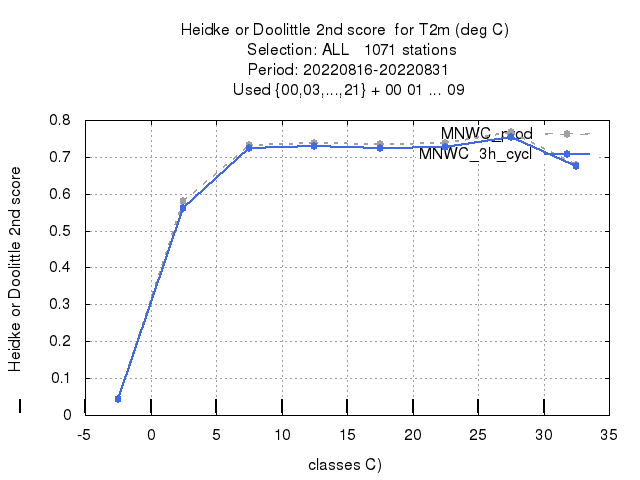 Heidke or Doolittle 2nd score  for T2m (deg C)
Selection: ALL   1071 stations
Period: 20220816-20220831
Used {00,03,...,21} + 00 01 ... 09
MNWC_prod
MNWC_3h_cycl
Heidke or Doolittle 2nd score
0.8
0.7
0.6
0.5
0.4
0.3
0.2
0.1
0
-5 0 5 10 15 20 25 30 35
classes C)